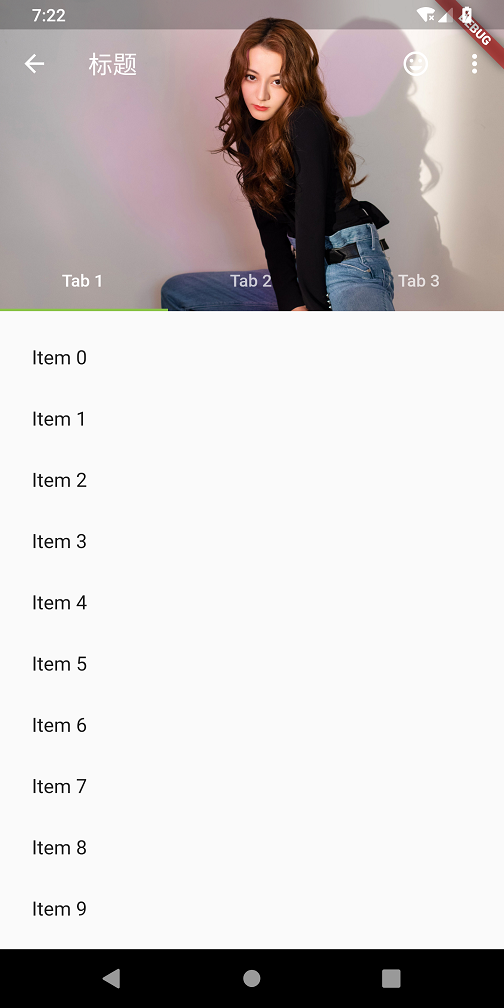 7:22
DEBUG
标题
Tab 1
Tab 2
Tab 3
Item 0
Item 1
Item 2
Item 3
Item 4
Item 5
Item 6
Item 7
Item 8
Item 9